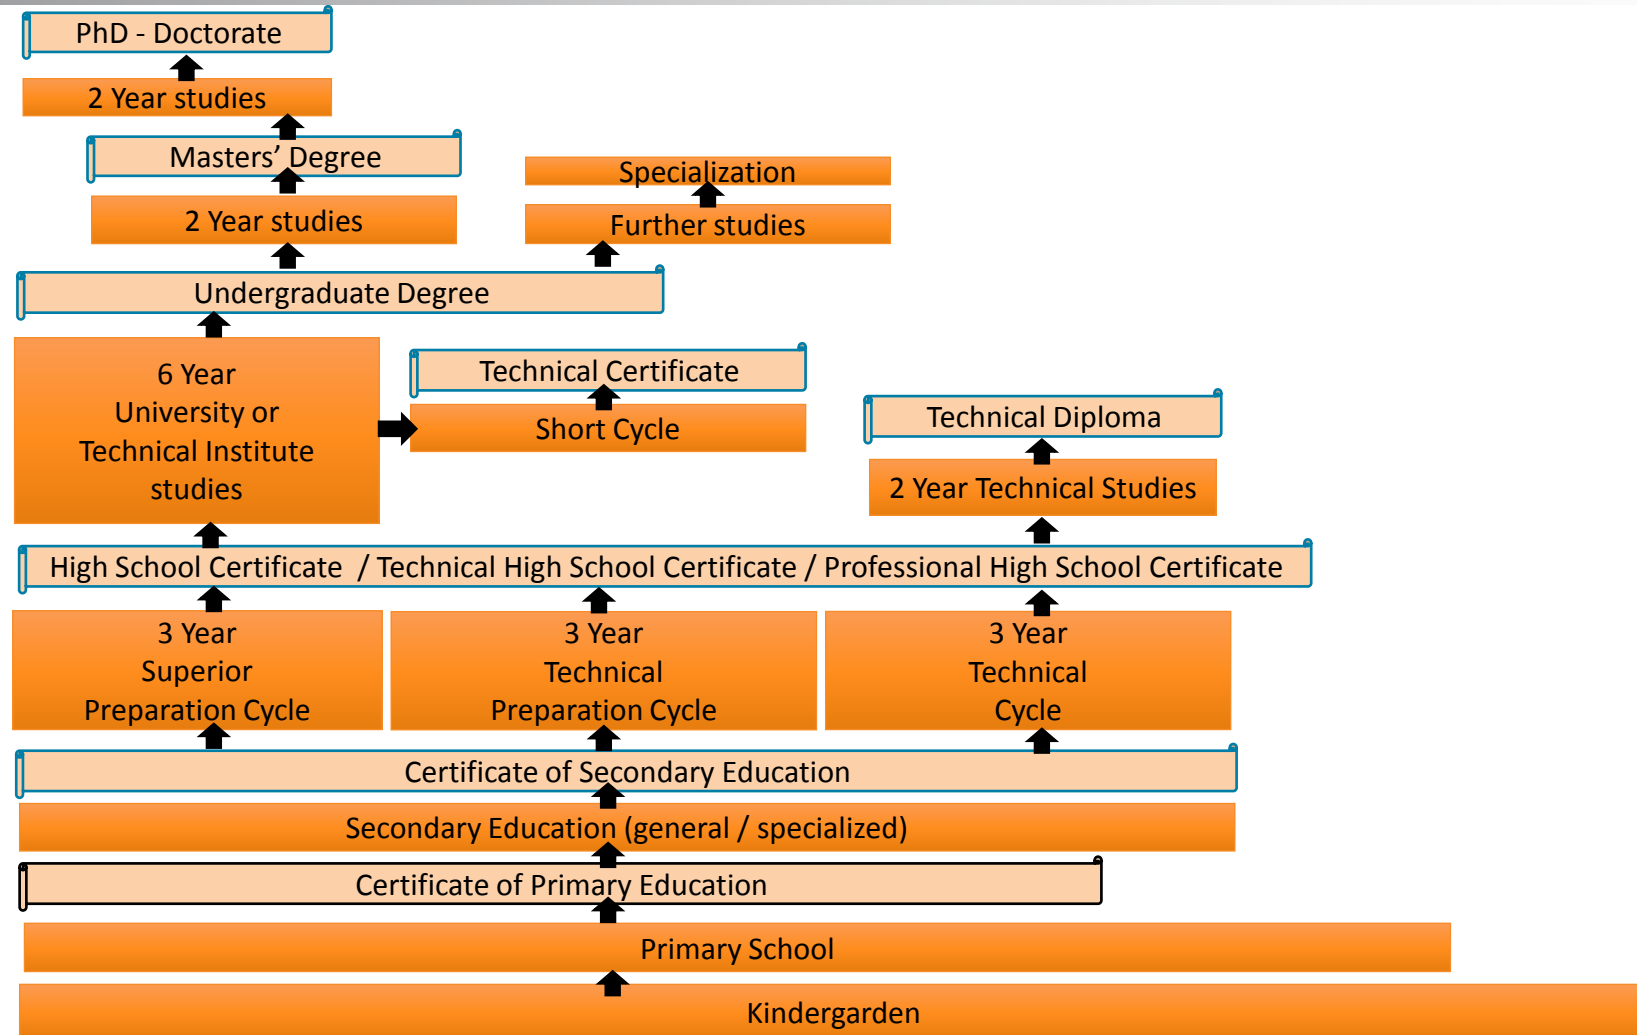 PhD - Doctorate
2 Year studies
Masters’ Degree
Specialization
2 Year studies
Further studies
Undergraduate Degree
6 Year
University or
Technical Institute
studies
Technical Certificate
Short Cycle
Technical Diploma
2 Year Technical Studies
High School Certificate / Technical High School Certificate / Professional High School Certificate
3 Year
Superior
Preparation Cycle
3 Year
Technical
Preparation Cycle
3 Year
Technical
Cycle
Certificate of Secondary Education
Secondary Education (general / specialized)
Certificate of Primary Education
Primary School
Kindergarden